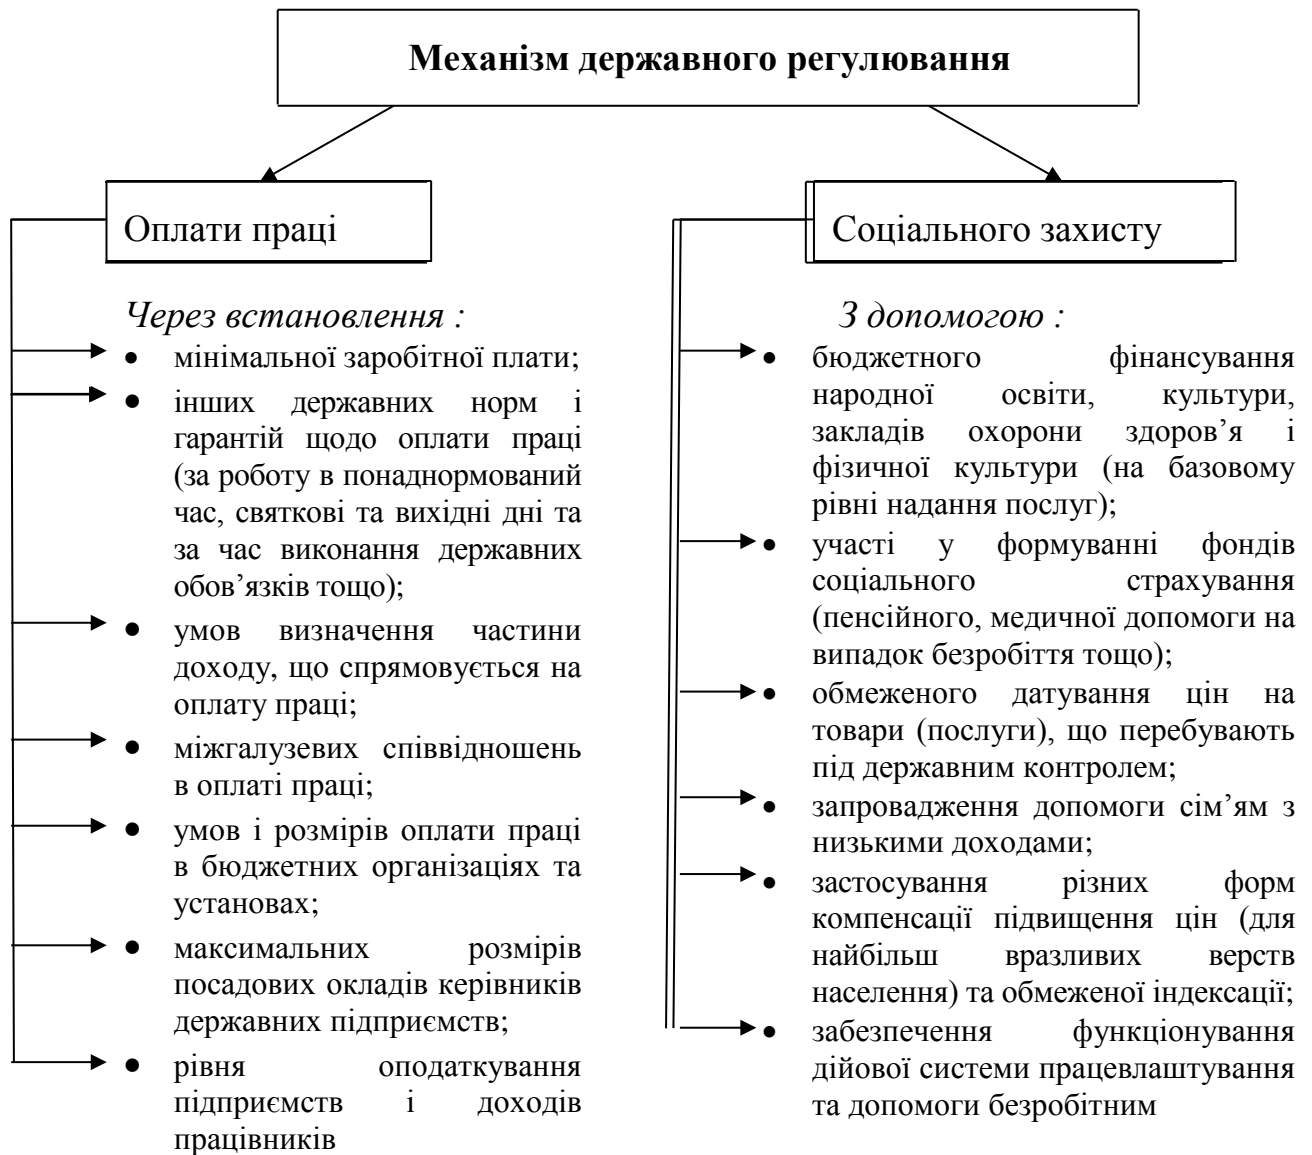 Механізм державного регулювання
Оплати праці
Через встановлення :
• мінімальної заробітної плати;
• інших державних норм і
гарантій щодо оплати праці
(за роботу в понаднормований
час, святкові та вихідні дні та
за час виконання державних
обов’язків тощо);
• умов визначення частини
доходу, що спрямовується на
оплату праці;
• міжгалузевих співвідношень
в оплаті праці;
• умов і розмірів оплати праці
в бюджетних організаціях та
установах;
• максимальних розмірів
посадових окладів керівників
державних підприємств;
• рівня оподаткування
підприємств і доходів
працівників
Соціального захисту
З допомогою :
• бюджетного фінансування
народної освіти, культури,
закладів охорони здоров’я і
фізичної культури (на базовому
рівні надання послуг);
• участі у формуванні фондів
соціального страхування
(пенсійного, медичної допомоги на
випадок безробіття тощо);
• обмеженого датування цін на
товари (послуги), що перебувають
під державним контролем;
• запровадження допомоги сім’ям з
низькими доходами;
• застосування різних форм
компенсації підвищення цін (для
найбільш вразливих верств
населення) та обмеженої індексації;
• забезпечення функціонування
дійової системи працевлаштування
та допомоги безробітним